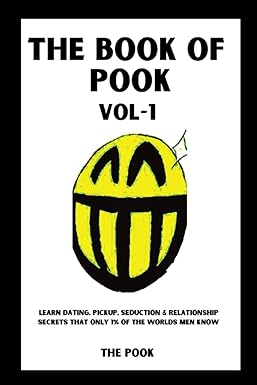 THE BOOK OF
POOK
VOL-1
LEARN DATING, PICKUP, SEDUCTION & RELATIONSHIP
SECRETS THAT ONLY 1% OF THE WORLDS MEN KNOW
THE POOK